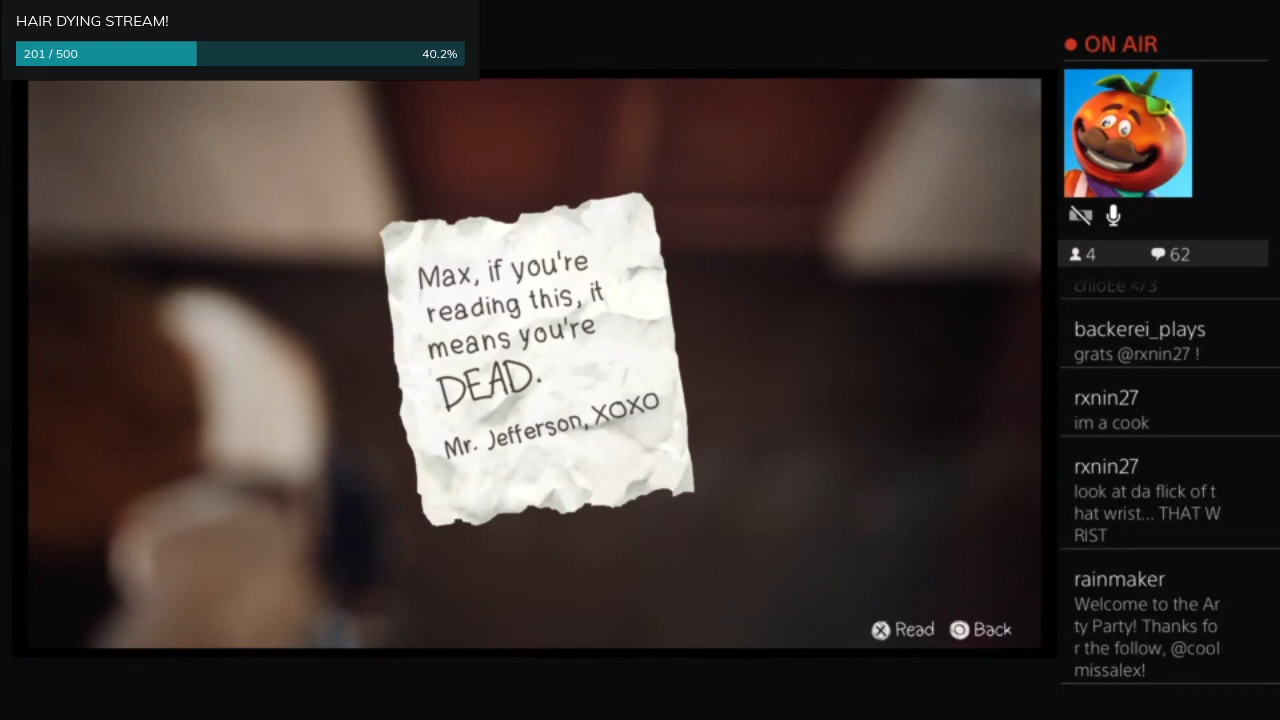 HAIR DYING STREAM!
201 / 500
40.2%
Max, if you're
reading this, it
means you're
DEAD.
Mr. Jefferson, XOXO
Read
Back
ON AIR
4
62
chloEe </3
backerei_plays
grats @rxnin27 !
rxnin27
im a cook
rxnin27
look at da flick of t
hat wrist... THAT W
RIST
rainmaker
Welcome to the Ar
ty Party! Thanks fo
r the follow, @cool
missalex!